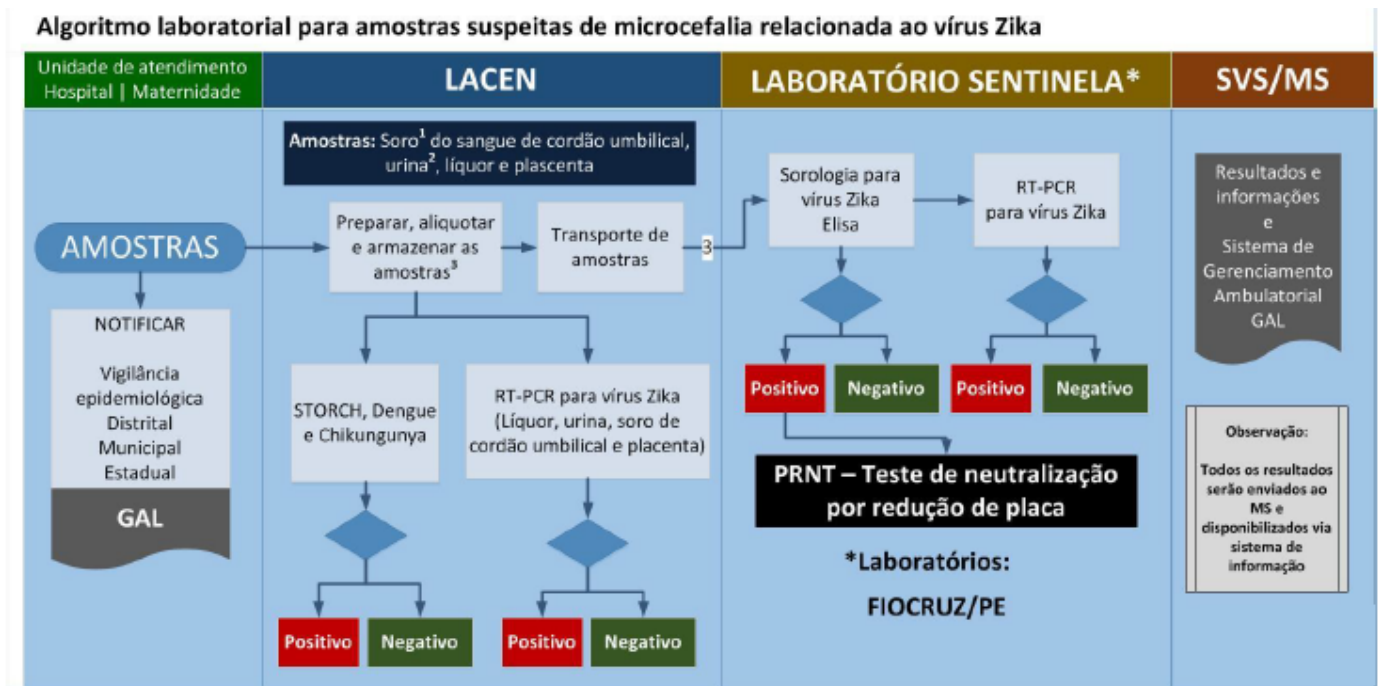 Algoritmo laboratorial para amostras suspeitas de microcefalia relacionada ao vírus Zika
Unidade de atendimento
Hospital | Maternidade
LACEN
LABORATÓRIO SENTINELA*
SVS/MS
AMOSTRAS
NOTIFICAR
Vigilância
epidemiológica
Distrital
Municipal
Estadual
GAL
Amostras: Soro¹ do sangue de cordão umbilical,
urina², líquor e plascenta
Preparar, aliquotar
e armazenar as
amostras³
Transporte de
amostras
3
STORCH, Dengue
e Chikungunya
RT-PCR para vírus Zika
(Líquor, urina, soro de
cordão umbilical e placenta)
Positivo
Negativo
Positivo
Negativo
Sorologia para
vírus Zika
Elisa
RT-PCR
para vírus Zika
Positivo
Negativo
Positivo
Negativo
PRNT – Teste de neutralização
por redução de placa
*Laboratórios:
FIOCRUZ/PE
Resultados e
informações
e
Sistema de
Gerenciamento
Ambulatorial
GAL
Observação:
Todos os resultados
serão enviados ao
MS e
disponibilizados via
sistema de
informação